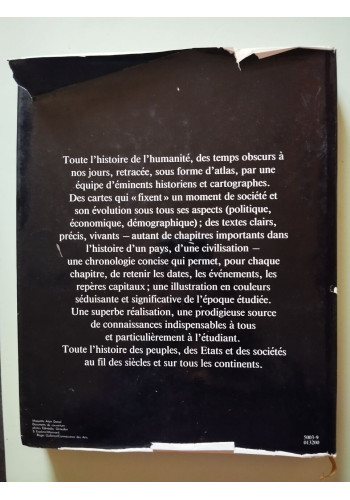 Toute l'histoire de l'humanité, des temps obscurs à
nos jours, retracée, sous forme d'atlas, par une
équipe d'éminents historiens et cartographes.
Des cartes qui « fixent » un moment de société et
son évolution sous tous ses aspects (politique,
économique, démographique) ; des textes clairs,
précis, vivants — autant de chapitres importants dans
l'histoire d'un pays, d'une civilisation —
une chronologie concise qui permet, pour chaque
chapitre, de retenir les dates, les événements, les
repères capitaux ; une illustration en couleurs
séduisante et significative de l'époque étudiée.
Une superbe réalisation, une prodigieuse source
de connaissances indispensables à tous
et particulièrement à l'étudiant.
Toute l'histoire des peuples, des Etats et des sociétés
au fil des siècles et sur tous les continents.
5003-9
013200